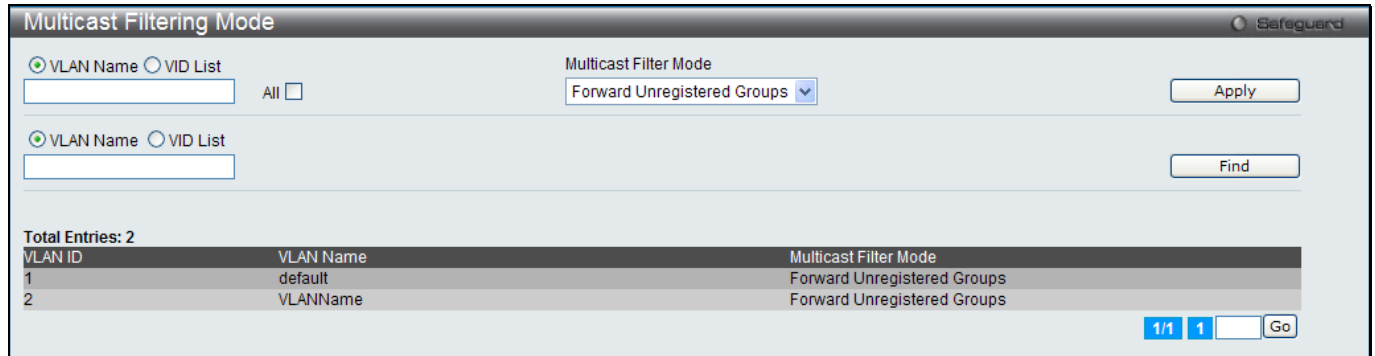 Multicast Filtering Mode
Safeguard
VLAN Name VID List
Multicast Filter Mode
All
Forward Unregistered Groups
Apply
VLAN Name VID List
Find
Total Entries: 2
VLAN ID VLAN Name Multicast Filter Mode
1 default Forward Unregistered Groups
2 VLANName Forward Unregistered Groups
1/1 1 Go